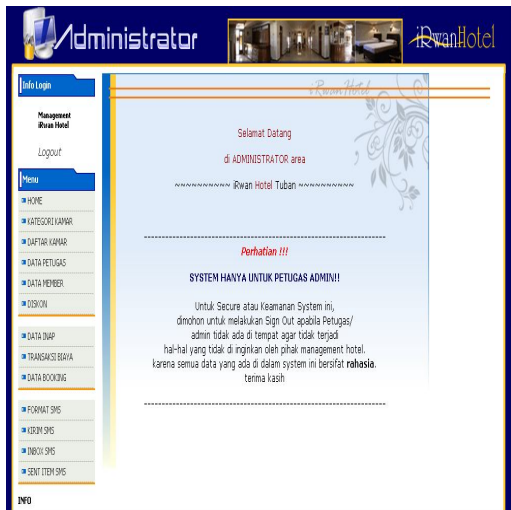 Administrator
iRwanHotel
Info Login
Management
iRwan Hotel
Logout
Menu
HOME
KATEGORI KAMAR
DAFTAR KAMAR
DATA PETUGAS
DATA MEMBER
DISKON
DATA INAP
TRANSAKSI BIAYA
DATA BOOKING
FORMAT SMS
KIRIM SMS
INBOX SMS
SENT ITEM SMS
INFO
iRwan Hotel
Selamat Datang
di ADMINISTRATOR area
~~~~~~~~~~ iRwan Hotel Tuban ~~~~~~~~~~
Perhatian !!!
SYSTEM HANYA UNTUK PETUGAS ADMIN!!
Untuk Secure atau Keamanan System ini,
dimohon untuk melakukan Sign Out apabila Petugas/
admin tidak ada di tempat agar tidak terjadi
hal-hal yang tidak di inginkan oleh pihak management hotel.
karena semua data yang ada di dalam system ini bersifat rahasia.
terima kasih